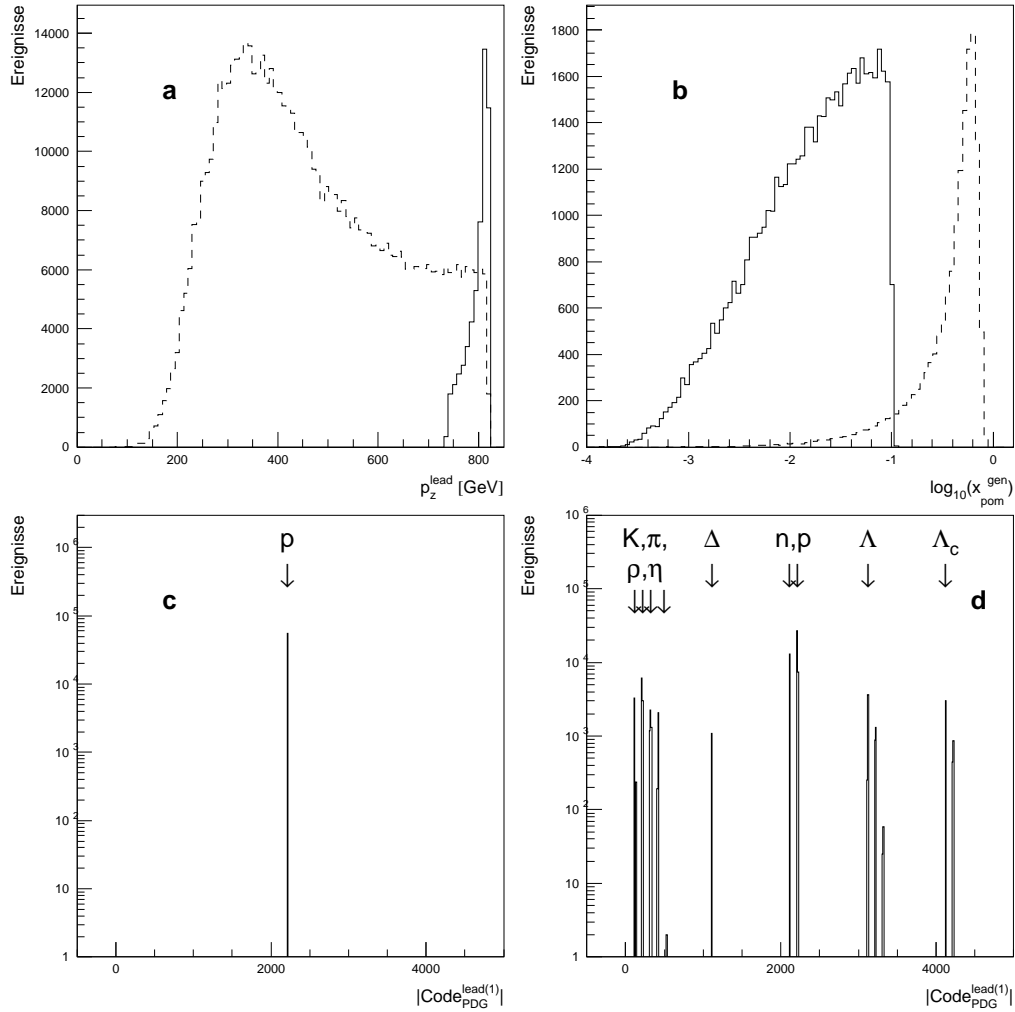 Ereignisse
14000
12000
10000
8000
6000
4000
2000
0
a
0 200 400 600 800
p_z^lead [GeV]
Ereignisse
1800
1600
1400
1200
1000
800
600
400
200
0
b
-4 -3 -2 -1 0
log₁₀(x_pom^gen)
Ereignisse
10^6
10^5
10^4
10^3
10^2
10
1
p
c
0 2000 4000
|Code_PDG^lead(1)|
Ereignisse
10^6
10^5
10^4
10^3
10^2
10
1
K,π, Δ n,p Λ Λ_c
ρ,η
d
0 2000 4000
|Code_PDG^lead(1)|